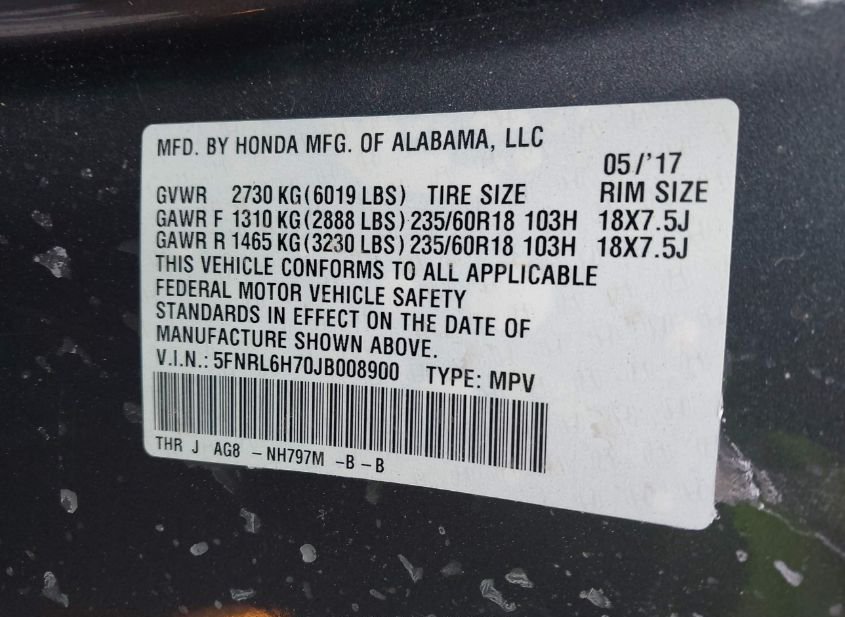 MFD. BY HONDA MFG. OF ALABAMA, LLC
05/'17
GVWR 2730 KG(6019 LBS) TIRE SIZE RIM SIZE
GAWR F 1310 KG(2888 LBS) 235/60R18 103H 18X7.5J
GAWR R 1465 KG(3230 LBS) 235/60R18 103H 18X7.5J
THIS VEHICLE CONFORMS TO ALL APPLICABLE
FEDERAL MOTOR VEHICLE SAFETY
STANDARDS IN EFFECT ON THE DATE OF
MANUFACTURE SHOWN ABOVE.
V.I.N.: 5FNRL6H70JB008900 TYPE: MPV
THR J AG8 -NH797M -B-B